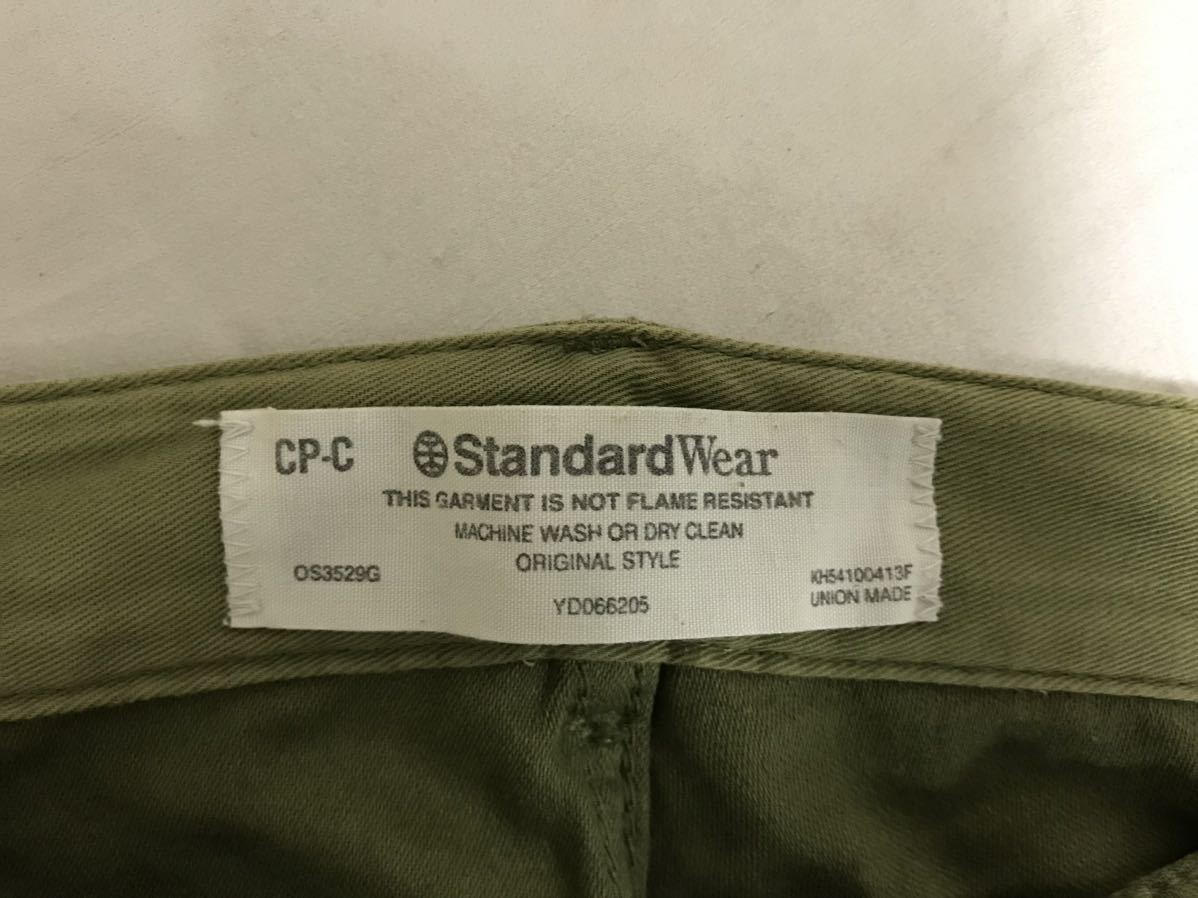 CP-C StandardWear
THIS GARMENT IS NOT FLAME RESISTANT
MACHINE WASH OR DRY CLEAN
ORIGINAL STYLE
OS3529G KH54100413F
YD066205 UNION MADE